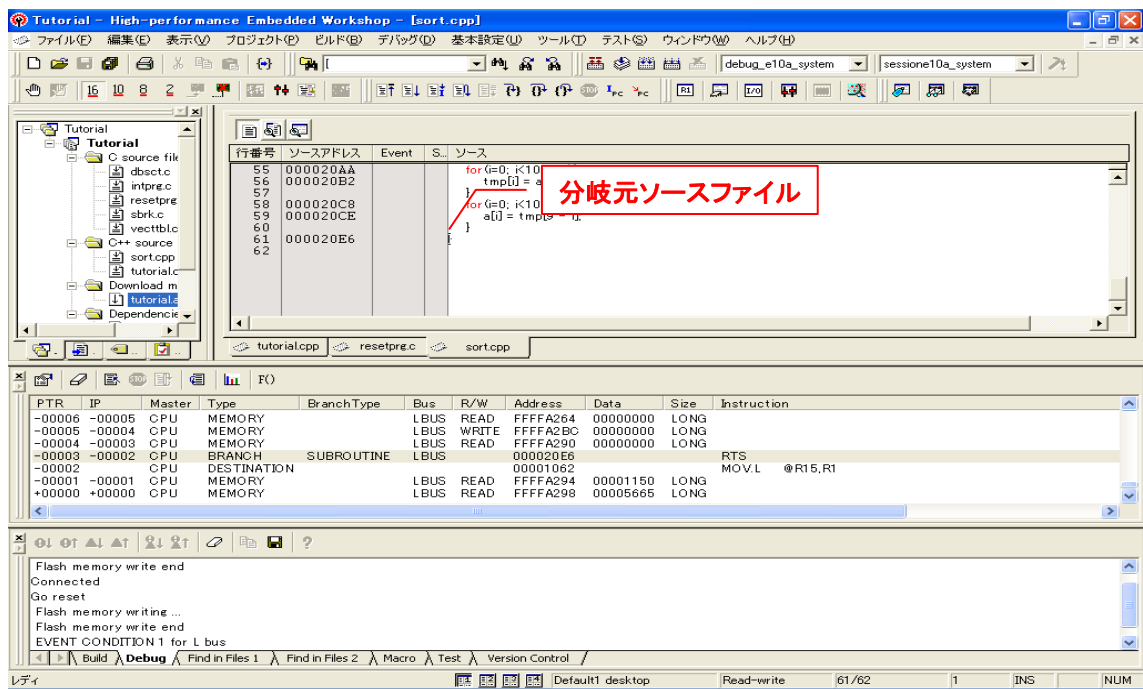 Tutorial - High-performance Embedded Workshop - [sort.cpp]
ファイル(F) 編集(E) 表示(V) プロジェクト(P) ビルド(B) デバッグ(D) 基本設定(U) ツール(T) テスト(S) ウィンドウ(W) ヘルプ(H)
[ debug_e10a_system sessione10a_system
16 10 8 2 R1 I/O
Tutorial
Tutorial
C source file
dbsct.c
intprg.c
resetprg
sbrk.c
vecttbl.c
C++ source
sort.cpp
tutorial.c
Download m
tutorial.a
Dependencie
行番号 ソースアドレス Event S... ソース
55 000020AA for (i=0; i<10
56 000020B2 tmp[i] = a
57 }
58 000020C8 for (i=0; i<10
59 000020CE a[i] = tmp[9 - i];
60 }
61 000020E6 }
62
分岐元ソースファイル
tutorial.cpp resetprg.c sort.cpp
F()
PTR IP Master Type BranchType Bus R/W Address Data Size Instruction
-00006 -00005 CPU MEMORY LBUS READ FFFFA264 00000000 LONG
-00005 -00004 CPU MEMORY LBUS WRITE FFFFA2BC 00000000 LONG
-00004 -00003 CPU MEMORY LBUS READ FFFFA290 00000000 LONG
-00003 -00002 CPU BRANCH SUBROUTINE LBUS 000020E6 RTS
-00002 CPU DESTINATION 00001062 MOV.L @R15,R1
-00001 -00001 CPU MEMORY LBUS READ FFFFA294 00001150 LONG
+00000 +00000 CPU MEMORY LBUS READ FFFFA298 00005665 LONG
Flash memory write end
Connected
Go reset
Flash memory writing ...
Flash memory write end
EVENT CONDITION 1 for L bus
Build Debug Find in Files 1 Find in Files 2 Macro Test Version Control
レディ Default1 desktop Read-write 61/62 1 INS NUM